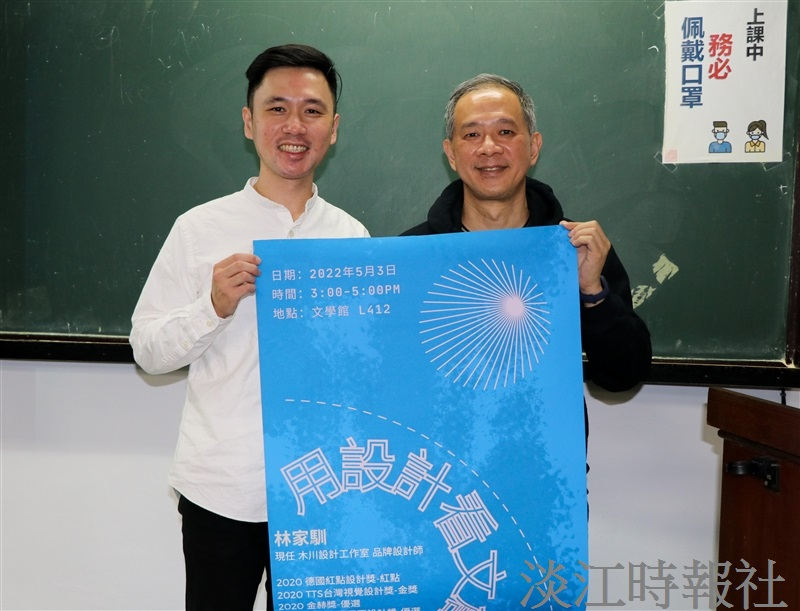 上課中
務必
佩戴口罩
日期: 2022年5月3日
時間: 3:00-5:00PM
地點: 文學館 L412
用設計看文
林家馴
現任 木川設計工作室 品牌設計師
2020 德國紅點設計獎-紅點
2020 TTS台灣視覺設計獎-金獎
2020 金赫獎-優選
淡江時報社